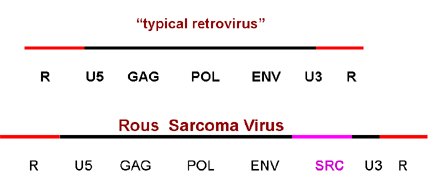 “typical retrovirus”
R U5 GAG POL ENV U3 R
Rous Sarcoma Virus
R U5 GAG POL ENV SRC U3 R